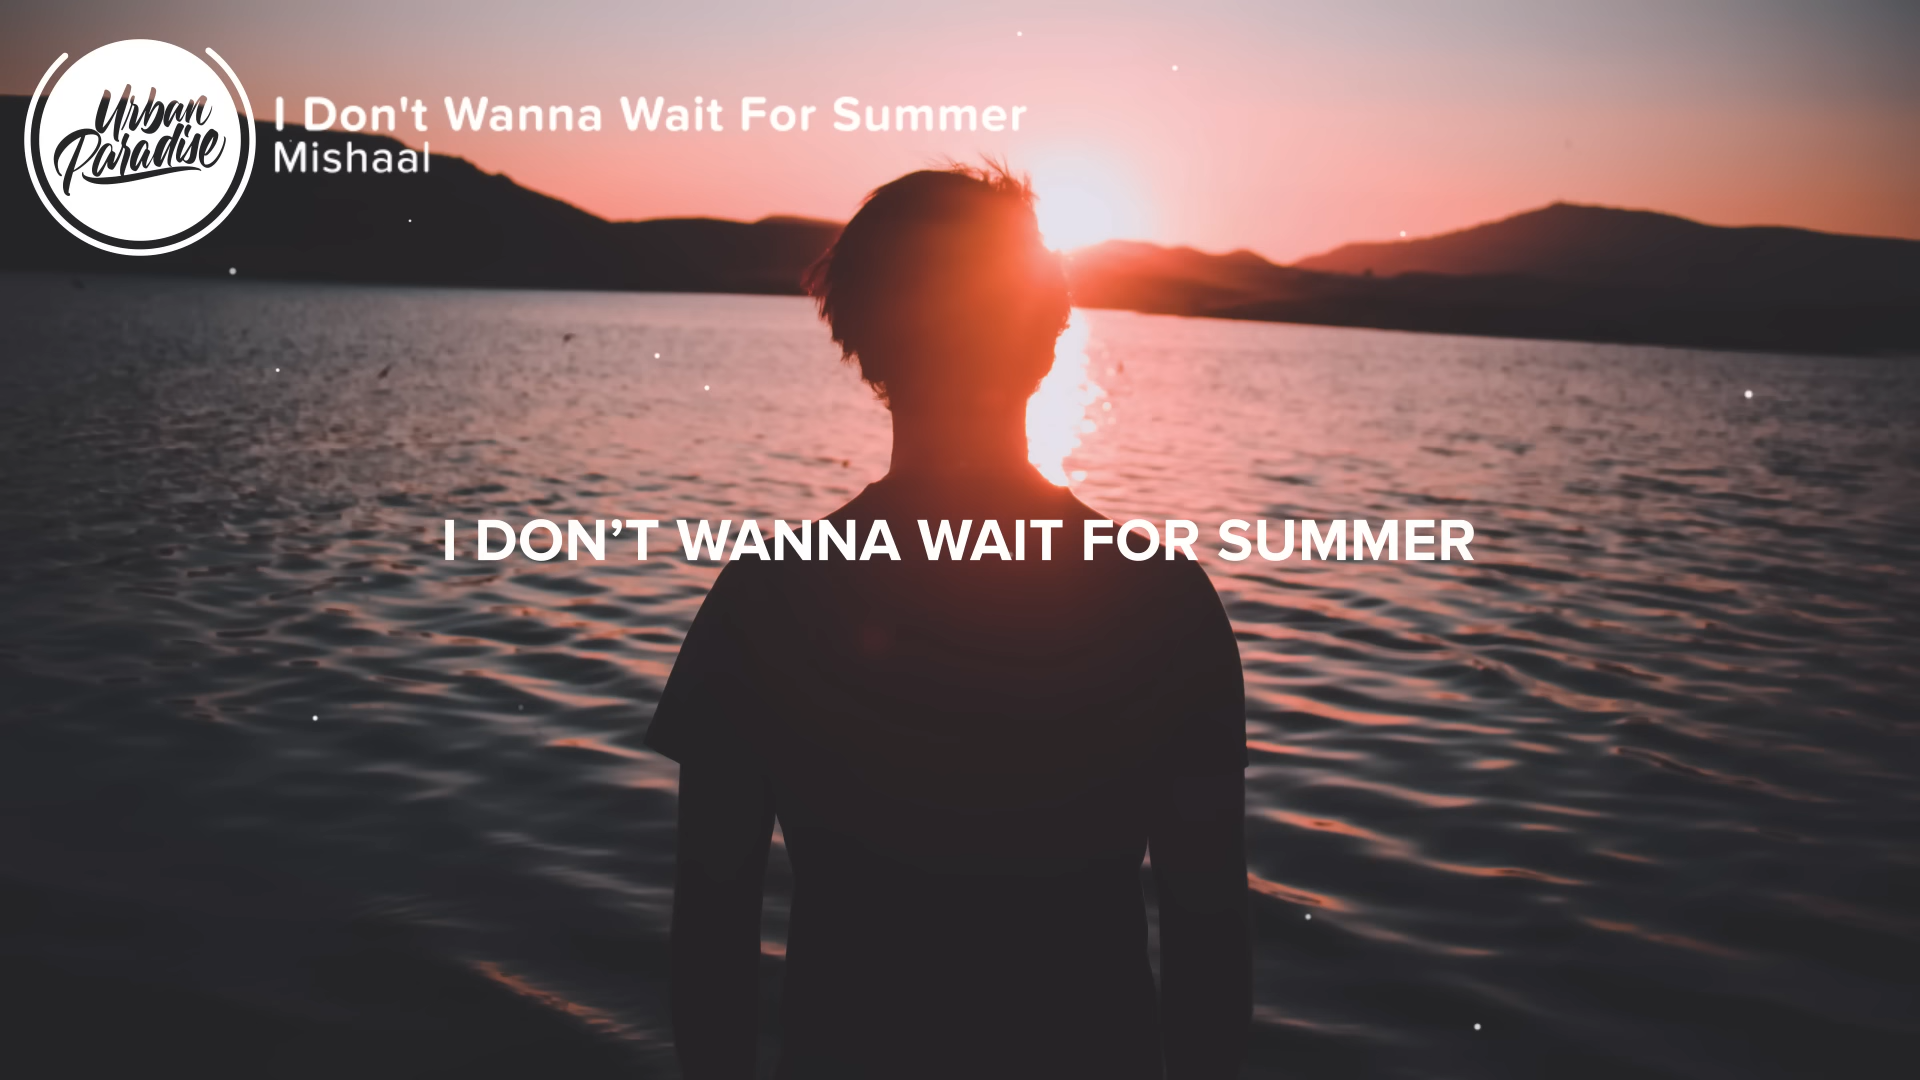 Urban
Paradise
I Don't Wanna Wait For Summer
Mishaal
I DON’T WANNA WAIT FOR SUMMER